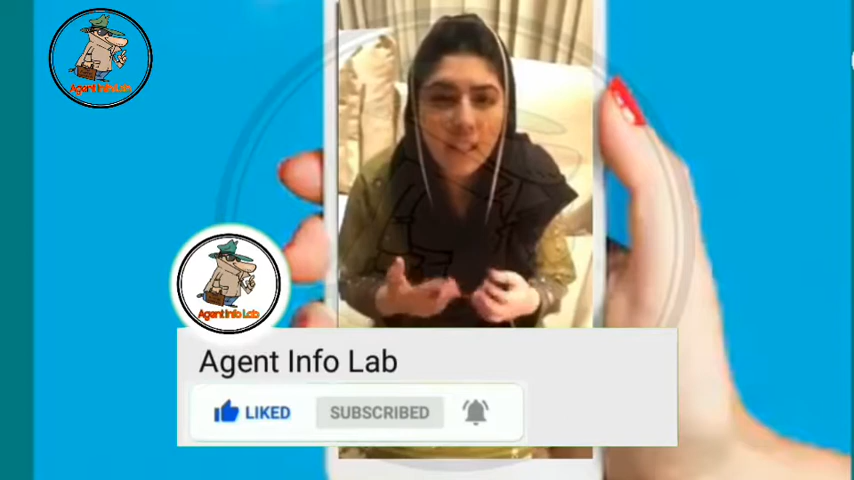 Agent Info Lab
Agent Info Lab
Agent Info Lab
LIKED
SUBSCRIBED